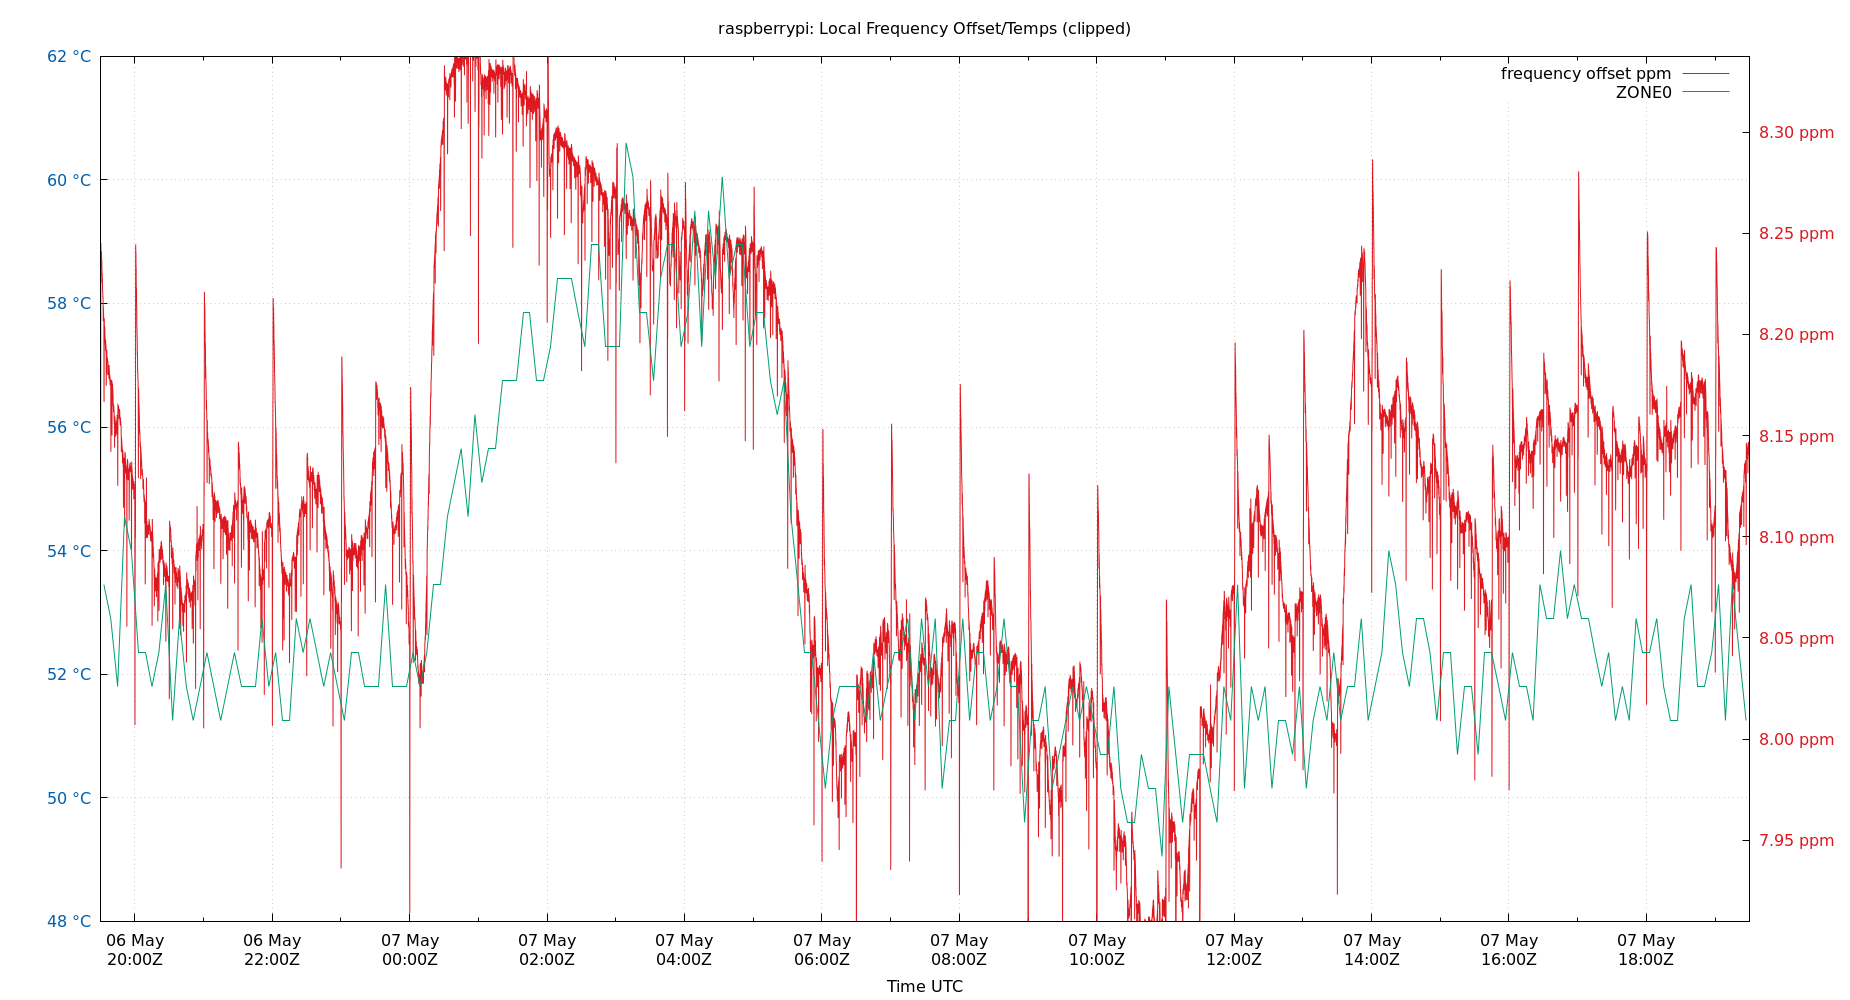 raspberrypi: Local Frequency Offset/Temps (clipped)
62 °C
60 °C
58 °C
56 °C
54 °C
52 °C
50 °C
48 °C
frequency offset ppm
ZONE0
8.30 ppm
8.25 ppm
8.20 ppm
8.15 ppm
8.10 ppm
8.05 ppm
8.00 ppm
7.95 ppm
06 May 06 May 07 May 07 May 07 May 07 May 07 May 07 May 07 May 07 May 07 May 07 May
20:00Z 22:00Z 00:00Z 02:00Z 04:00Z 06:00Z 08:00Z 10:00Z 12:00Z 14:00Z 16:00Z 18:00Z
Time UTC